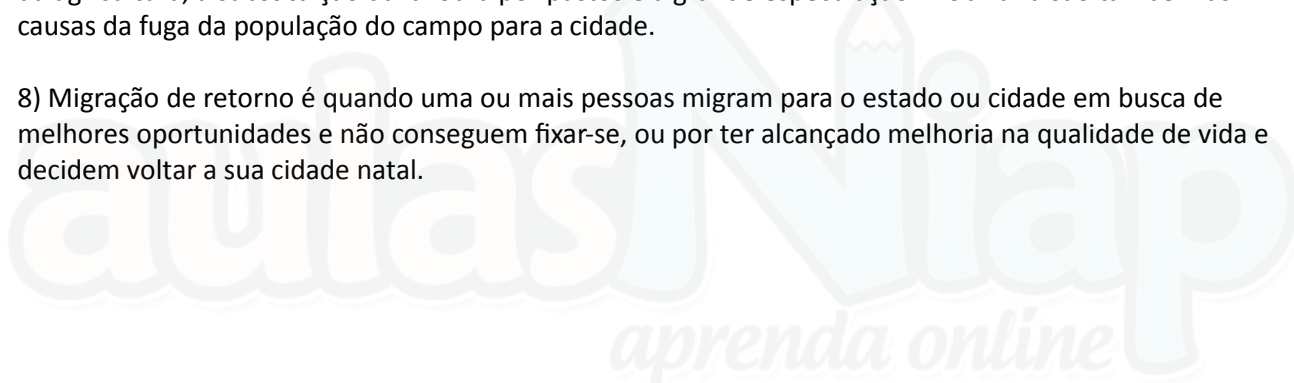 causas da fuga da população do campo para a cidade.
8) Migração de retorno é quando uma ou mais pessoas migram para o estado ou cidade em busca de
melhores oportunidades e não conseguem fixar-se, ou por ter alcançado melhoria na qualidade de vida e
decidem voltar a sua cidade natal.
aulas Niap
aprenda online